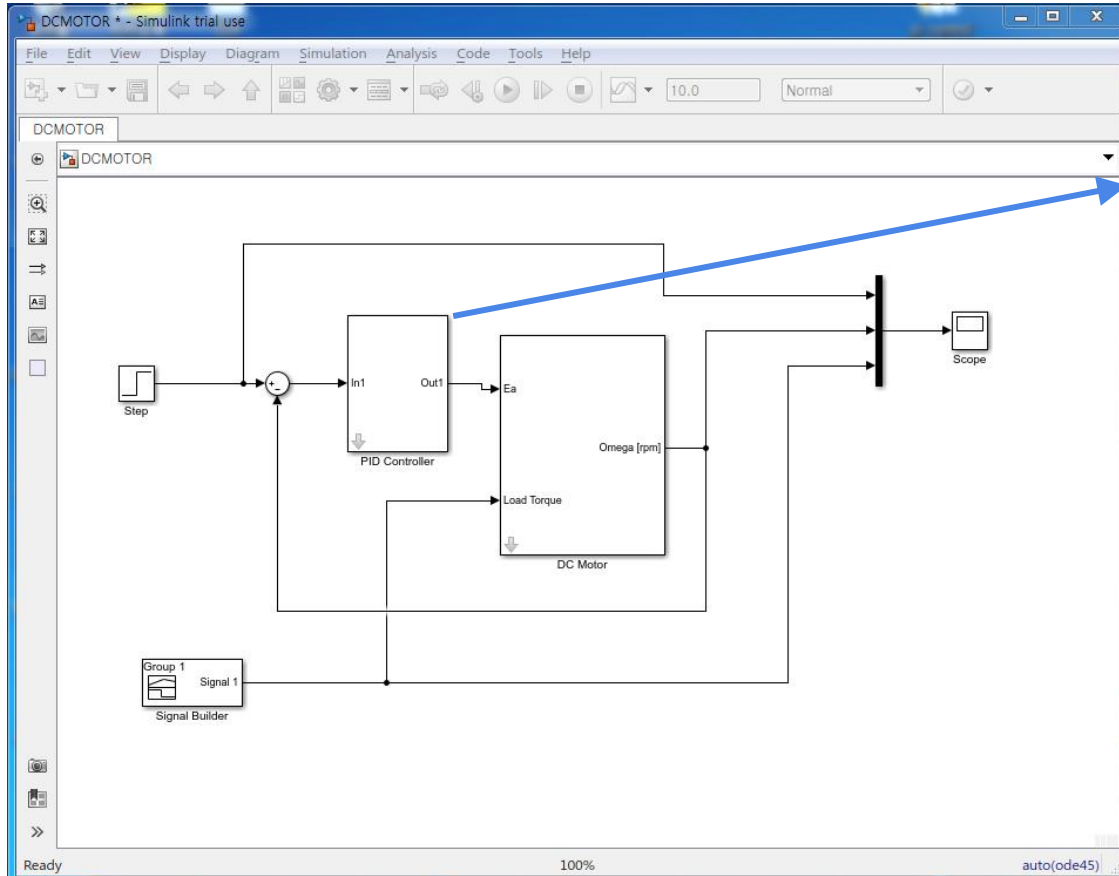 DCMOTOR * - Simulink trial use
File Edit View Display Diagram Simulation Analysis Code Tools Help
10.0 Normal
DCMOTOR
DCMOTOR
Step
+
-
In1 Out1
PID Controller
Ea
Omega [rpm]
Load Torque
DC Motor
Scope
Group 1
Signal 1
Signal Builder
Ready 100% auto(ode45)